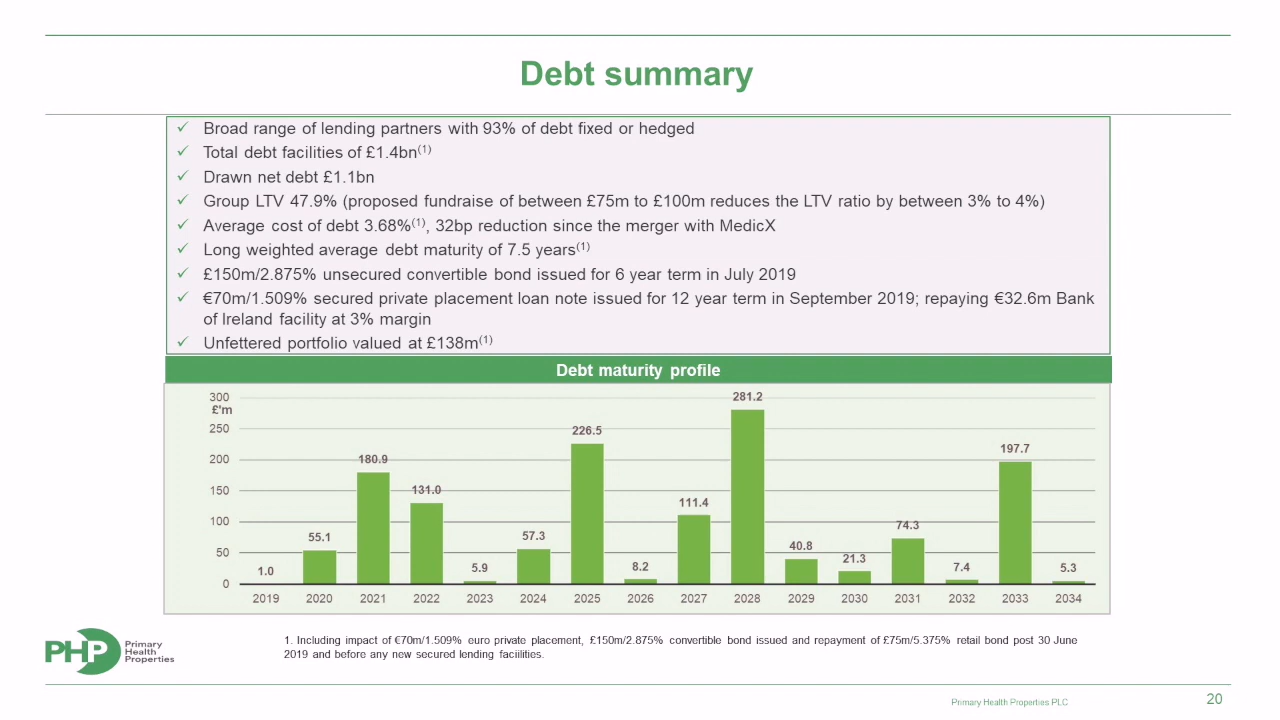 Debt summary
✓ Broad range of lending partners with 93% of debt fixed or hedged
✓ Total debt facilities of £1.4bn(1)
✓ Drawn net debt £1.1bn
✓ Group LTV 47.9% (proposed fundraise of between £75m to £100m reduces the LTV ratio by between 3% to 4%)
✓ Average cost of debt 3.68%(1), 32bp reduction since the merger with MedicX
✓ Long weighted average debt maturity of 7.5 years(1)
✓ £150m/2.875% unsecured convertible bond issued for 6 year term in July 2019
✓ €70m/1.509% secured private placement loan note issued for 12 year term in September 2019; repaying €32.6m Bank
of Ireland facility at 3% margin
✓ Unfettered portfolio valued at £138m(1)
Debt maturity profile
300
£'m
250
200
150
100
50
0
1.0
55.1
180.9
131.0
5.9
57.3
226.5
8.2
111.4
281.2
40.8
21.3
74.3
7.4
197.7
5.3
2019 2020 2021 2022 2023 2024 2025 2026 2027 2028 2029 2030 2031 2032 2033 2034
PHP
Primary
Health
Properties
1. Including impact of €70m/1.509% euro private placement, £150m/2.875% convertible bond issued and repayment of £75m/5.375% retail bond post 30 June
2019 and before any new secured lending faciilities.
Primary Health Properties PLC
20